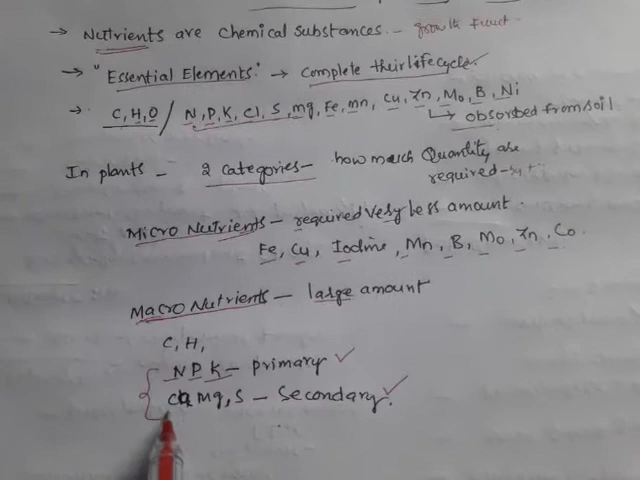 → Nutrients are chemical substances. - growth funct
→ "Essential Elements." → Complete their lifecycle.
→ C, H, O / N, P, K, Cl, S, mg, Fe, mn, Cu, Zn, Mo, B, Ni
↳ obsorbed from soil
In plants - 2 categories - how much Quantity are
required
Micro Nutrients - required very less amount.
Fe, Cu, Iodine, Mn, B, Mo, Zn, Co.
Macro Nutrients - large amount
C, H,
N P K - Primary ✓
Ca, Mg, S - Secondary. ✓